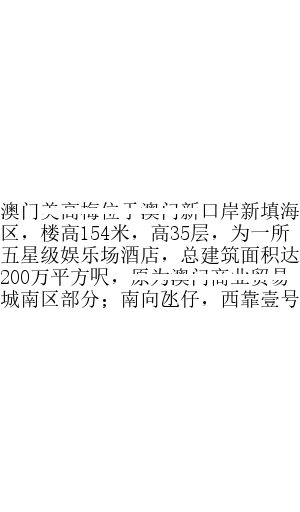 澳门美高梅位于澳门新口岸新填海
区，楼高154米，高35层，为一所
五星级娱乐场酒店，总建筑面积达
200万平方呎，原为澳门商业贸易
城南区部分；南向氹仔，西靠壹号